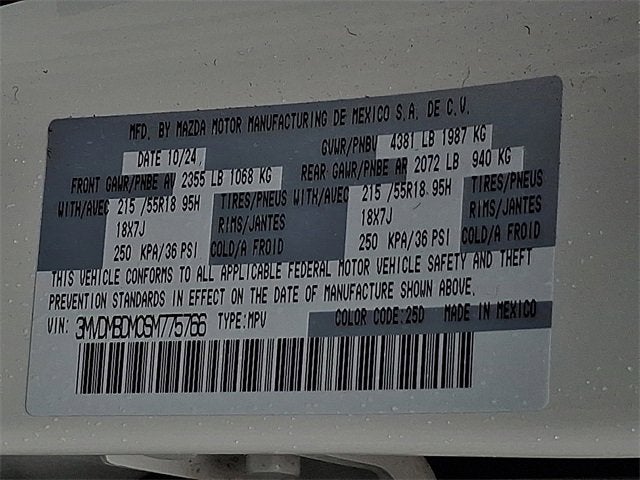 MFD. BY MAZDA MOTOR MANUFACTURING DE MEXICO S.A. DE C.V.
DATE 10/24 GVWR/PNBV 4381 LB 1987 KG
FRONT GAWR/PNBE AV 2355 LB 1068 KG REAR GAWR/PNBE AR 2072 LB 940 KG
WITH/AVEC 215 /55R18 95H TIRES/PNEUS WITH/AVEC 215 /55R18 95H TIRES/PNEUS
18X7J RIMS/JANTES 18X7J RIMS/JANTES
250 KPA/36 PSI COLD/A FROID 250 KPA/36 PSI COLD/A FROID
THIS VEHICLE CONFORMS TO ALL APPLICABLE FEDERAL MOTOR VEHICLE SAFETY AND THEFT
PREVENTION STANDARDS IN EFFECT ON THE DATE OF MANUFACTURE SHOWN ABOVE.
VIN: 3MVDMBDM0SM775766 TYPE:MPV COLOR CODE:25D MADE IN MEXICO